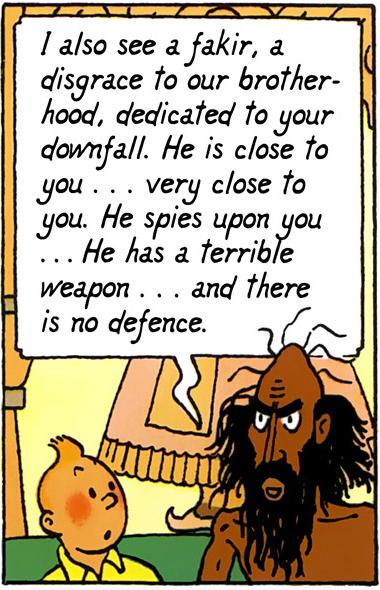 I also see a fakir, a
disgrace to our brother-
hood, dedicated to your
downfall. He is close to
you . . . very close to
you. He spies upon you
. . . He has a terrible
weapon . . . and there
is no defence.